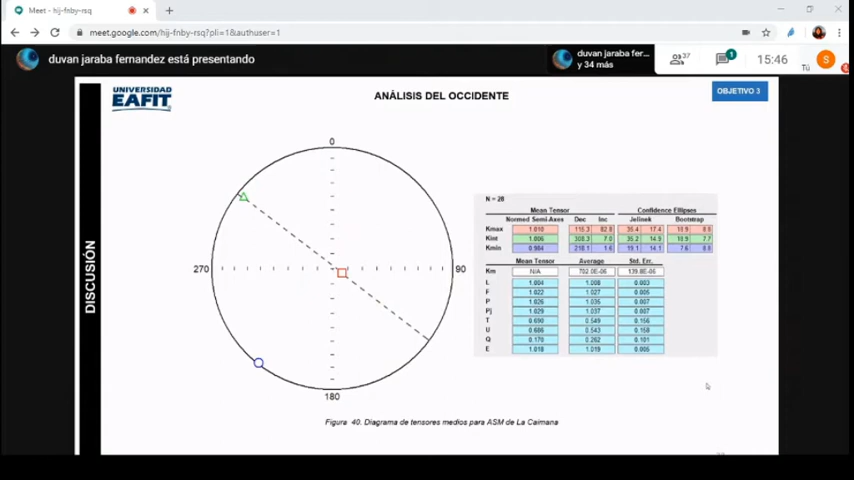 Meet - hij-fnby-rsq
meet.google.com/hij-fnby-rsq?pli=1&authuser=1
duvan jaraba fernandez está presentando
duvan jaraba fer...
y 34 más
37
1
15:46
Tú
S
UNIVERSIDAD
EAFIT
ANÁLISIS DEL OCCIDENTE
OBJETIVO 3
DISCUSIÓN
0
270
90
180
N = 28
Mean Tensor Confidence Ellipses
Normed Semi-Axes Dec Inc Jelinek Bootstrap
Kmax 1.010 115.3 82.8 35.4 17.4 18.9 8.8
Kint 1.006 308.3 7.0 35.2 14.9 18.9 7.7
Kmin 0.984 218.1 1.6 19.1 14.1 7.6 8.8
Mean Tensor Average Std. Err.
Km N/A 702.0E-06 139.8E-06
L 1.004 1.008 0.003
F 1.022 1.027 0.005
P 1.026 1.035 0.007
Pj 1.029 1.037 0.007
T 0.690 0.549 0.156
U 0.686 0.543 0.158
Q 0.170 0.262 0.101
E 1.018 1.019 0.005
Figura 40. Diagrama de tensores medios para ASM de La Caimana